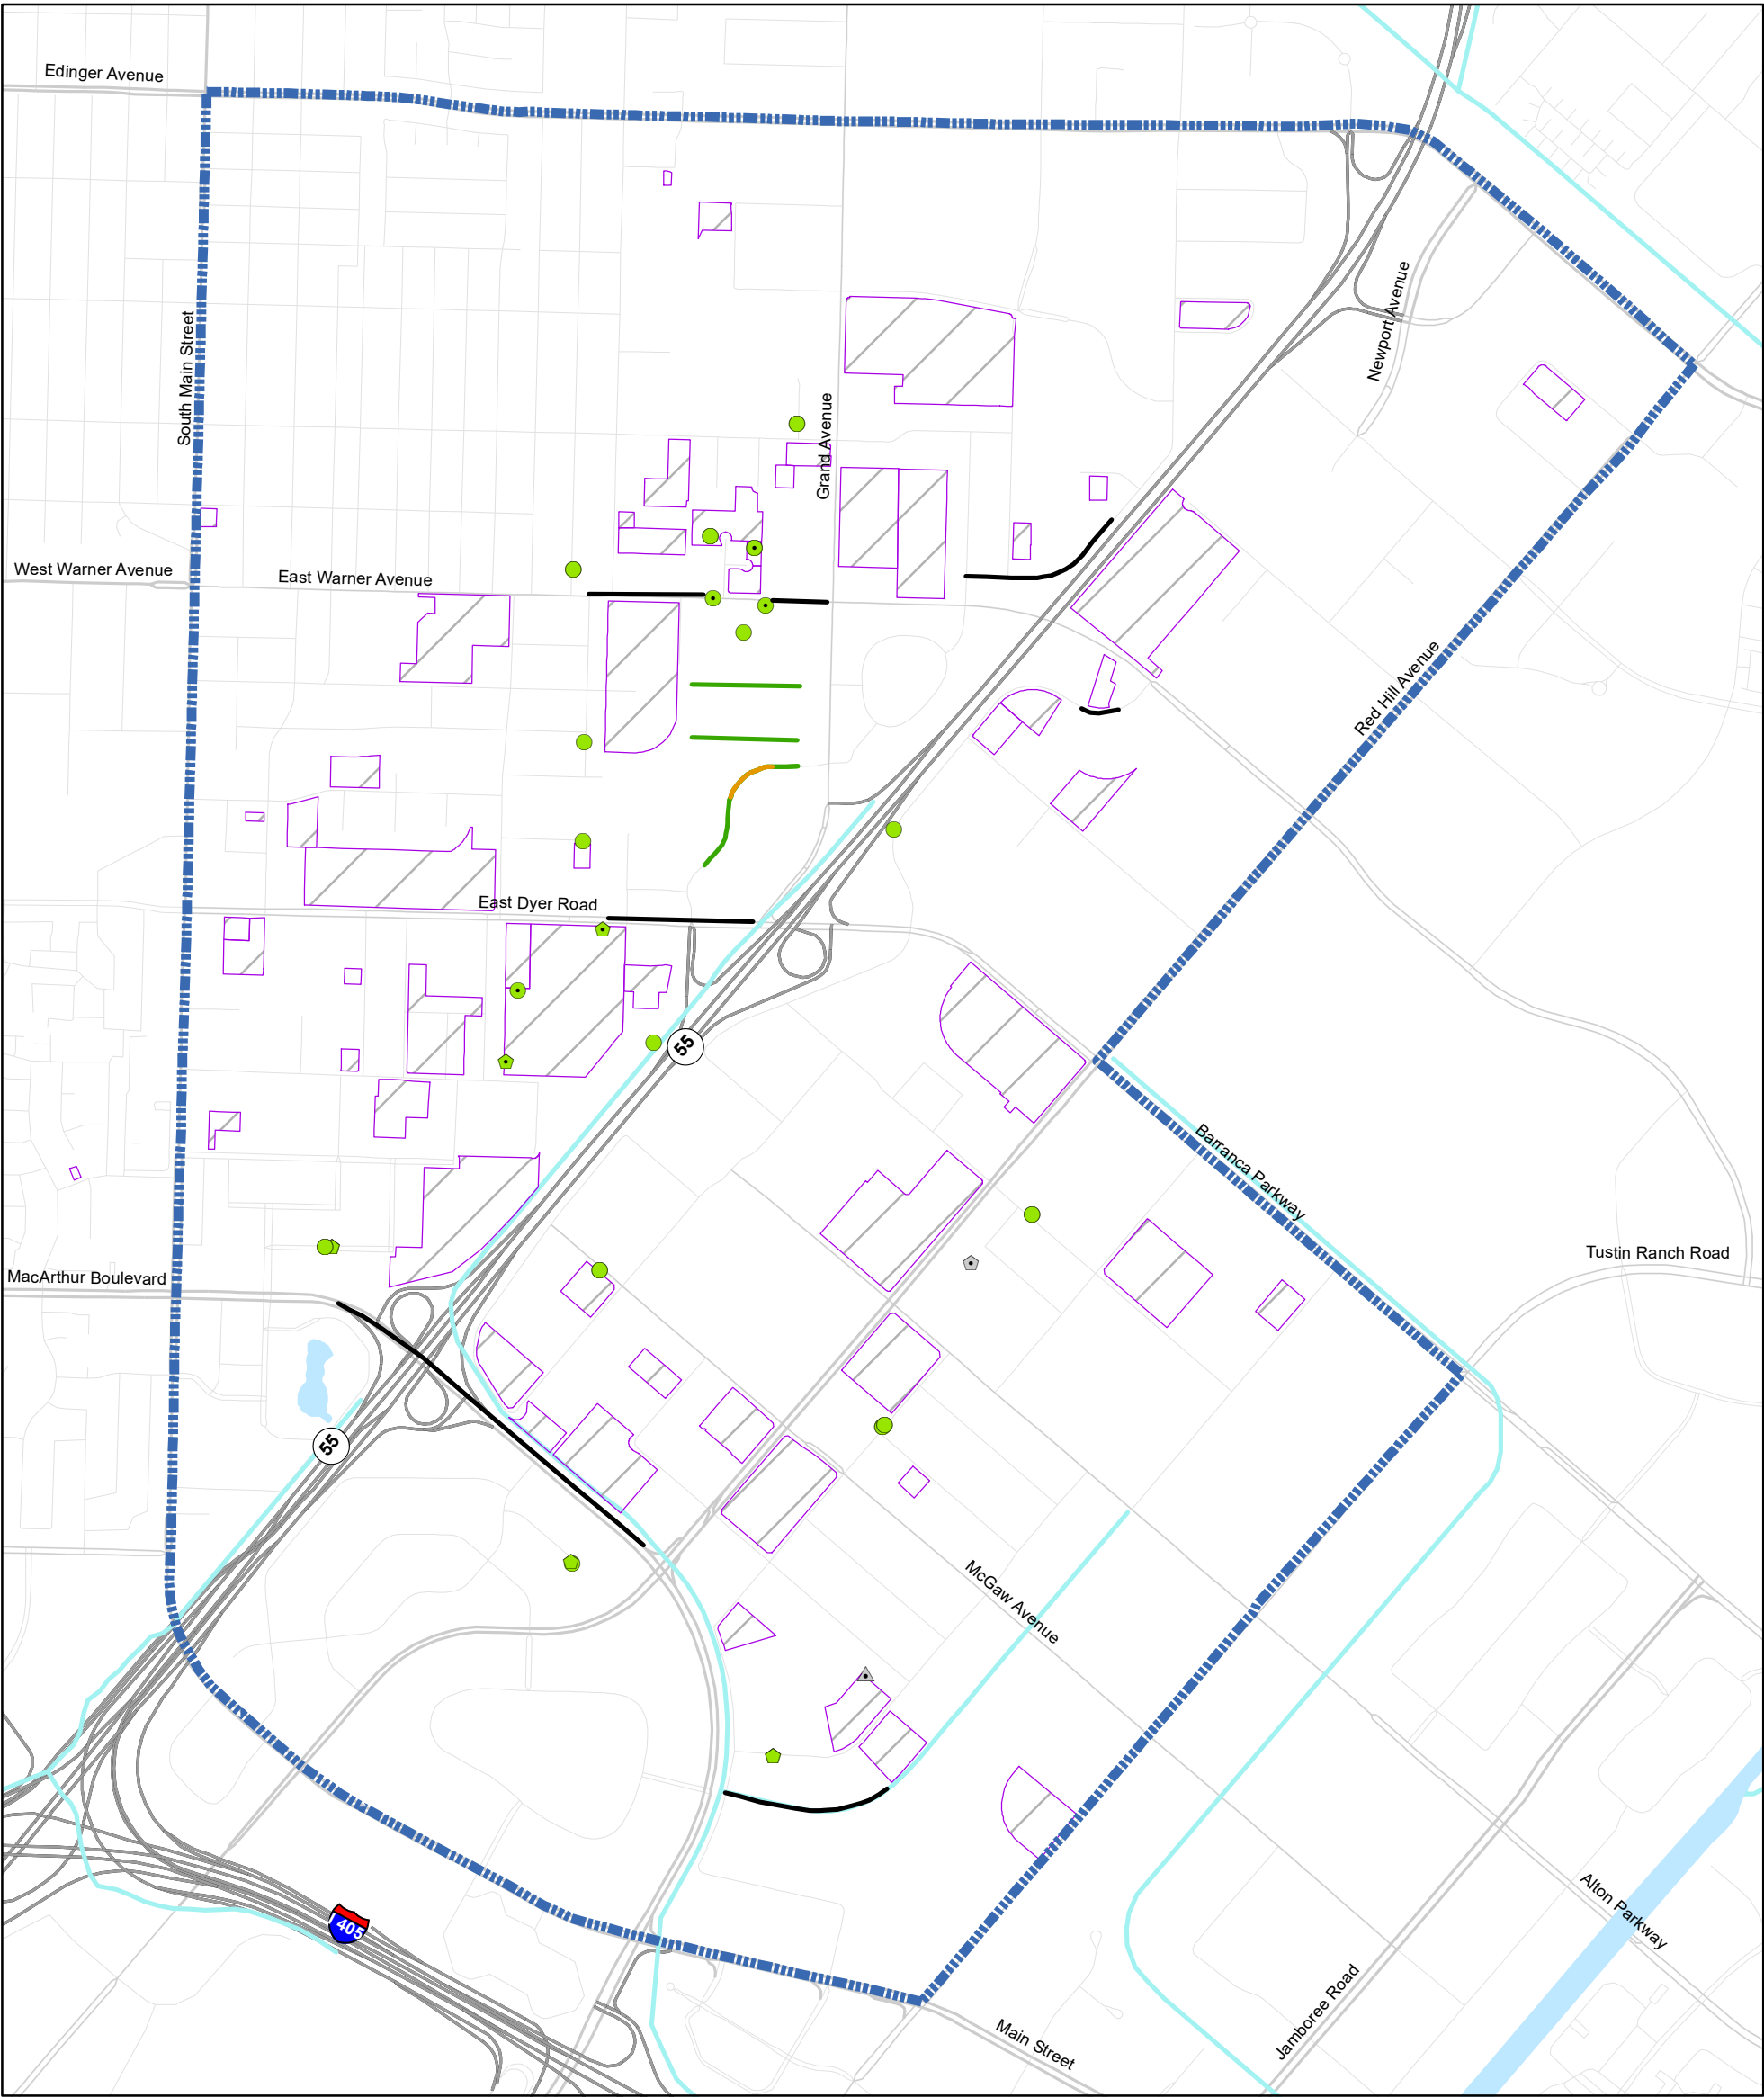 Edinger Avenue
Newport Avenue
South Main Street
Grand Avenue
West Warner Avenue
East Warner Avenue
Red Hill Avenue
East Dyer Road
55
Barranca Parkway
Tustin Ranch Road
MacArthur Boulevard
55
McGaw Avenue
Alton Parkway
I 405
Jamboree Road
Main Street